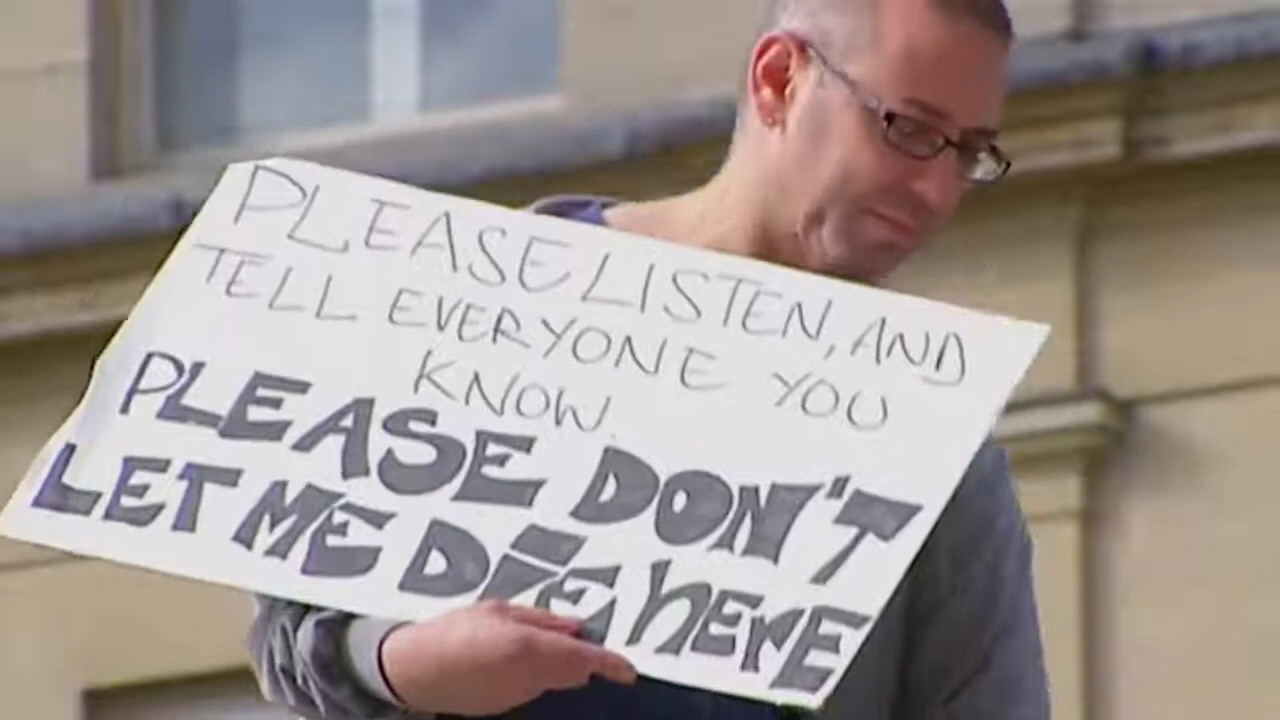 PLEASE LISTEN, AND
TELL EVERYONE YOU
KNOW.
PLEASE DON'T
LET ME DIE HERE